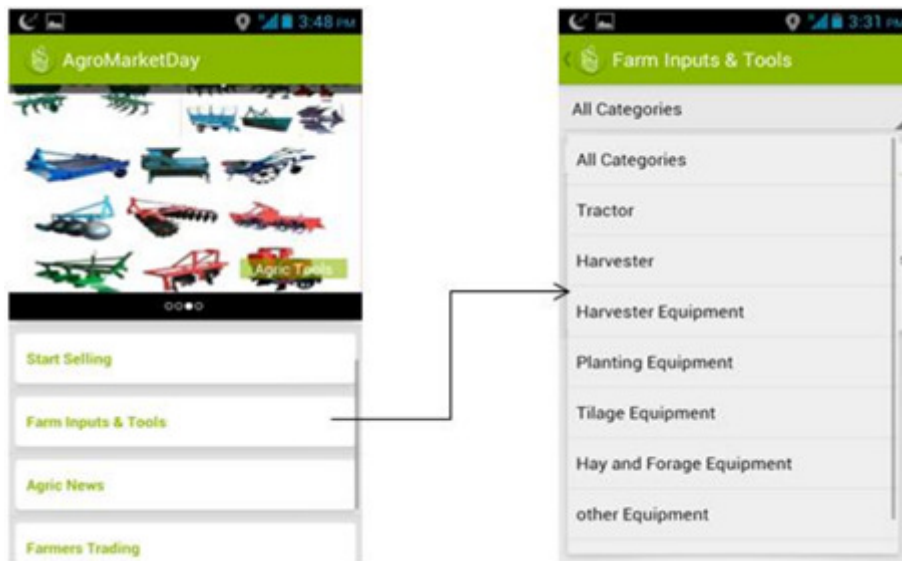 3:48 PM
AgroMarketDay
Agric Tools
Start Selling
Farm Inputs & Tools
Agric News
Farmers Trading
3:31 PM
Farm Inputs & Tools
All Categories
All Categories
Tractor
Harvester
Harvester Equipment
Planting Equipment
Tilage Equipment
Hay and Forage Equipment
other Equipment